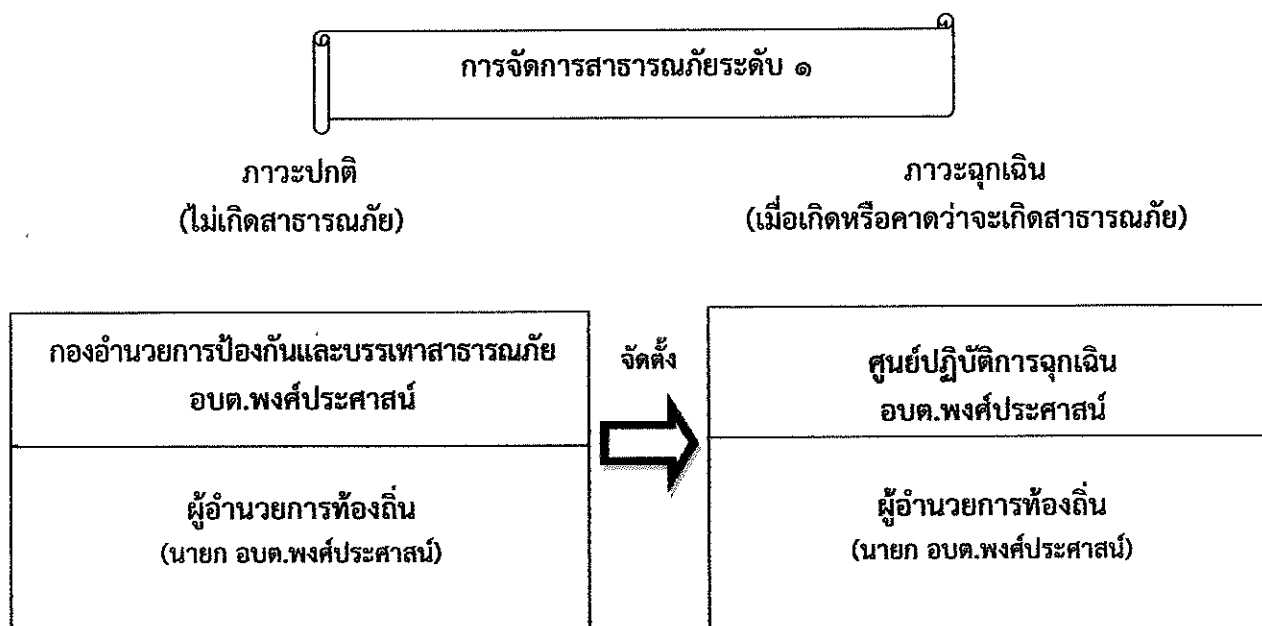 การจัดการสาธารณภัยระดับ ๑
ภาวะปกติ
(ไม่เกิดสาธารณภัย)
ภาวะฉุกเฉิน
(เมื่อเกิดหรือคาดว่าจะเกิดสาธารณภัย)
กองอำนวยการป้องกันและบรรเทาสาธารณภัย
อบต.พงศ์ประศาสน์
ผู้อำนวยการท้องถิ่น
(นายก อบต.พงศ์ประศาสน์)
จัดตั้ง
ศูนย์ปฏิบัติการฉุกเฉิน
อบต.พงศ์ประศาสน์
ผู้อำนวยการท้องถิ่น
(นายก อบต.พงศ์ประศาสน์)